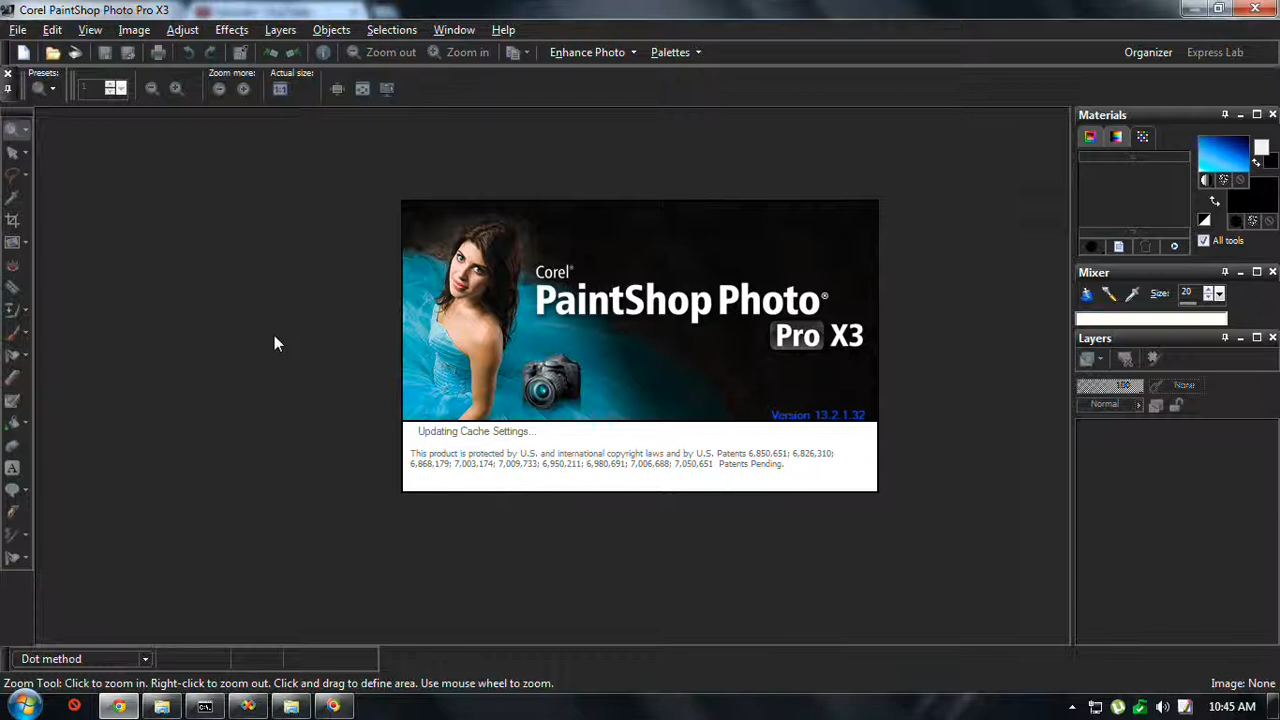 Corel PaintShop Photo Pro X3
File Edit View Image Adjust Effects Layers Objects Selections Window Help
Zoom out Zoom in Enhance Photo Palettes Organizer Express Lab
Presets: Zoom more: Actual size:
1
Materials
All tools
Mixer
Size: 20
Layers
100 None
Normal
Corel®
PaintShop Photo®
Pro X3
Version 13.2.1.32
Updating Cache Settings...
This product is protected by U.S. and international copyright laws and by U.S. Patents 6,850,651; 6,826,310;
6,868,179; 7,003,174; 7,009,733; 6,950,211; 6,980,691; 7,006,688; 7,050,651 Patents Pending.
Dot method
Zoom Tool: Click to zoom in. Right-click to zoom out. Click and drag to define area. Use mouse wheel to zoom. Image: None
10:45 AM